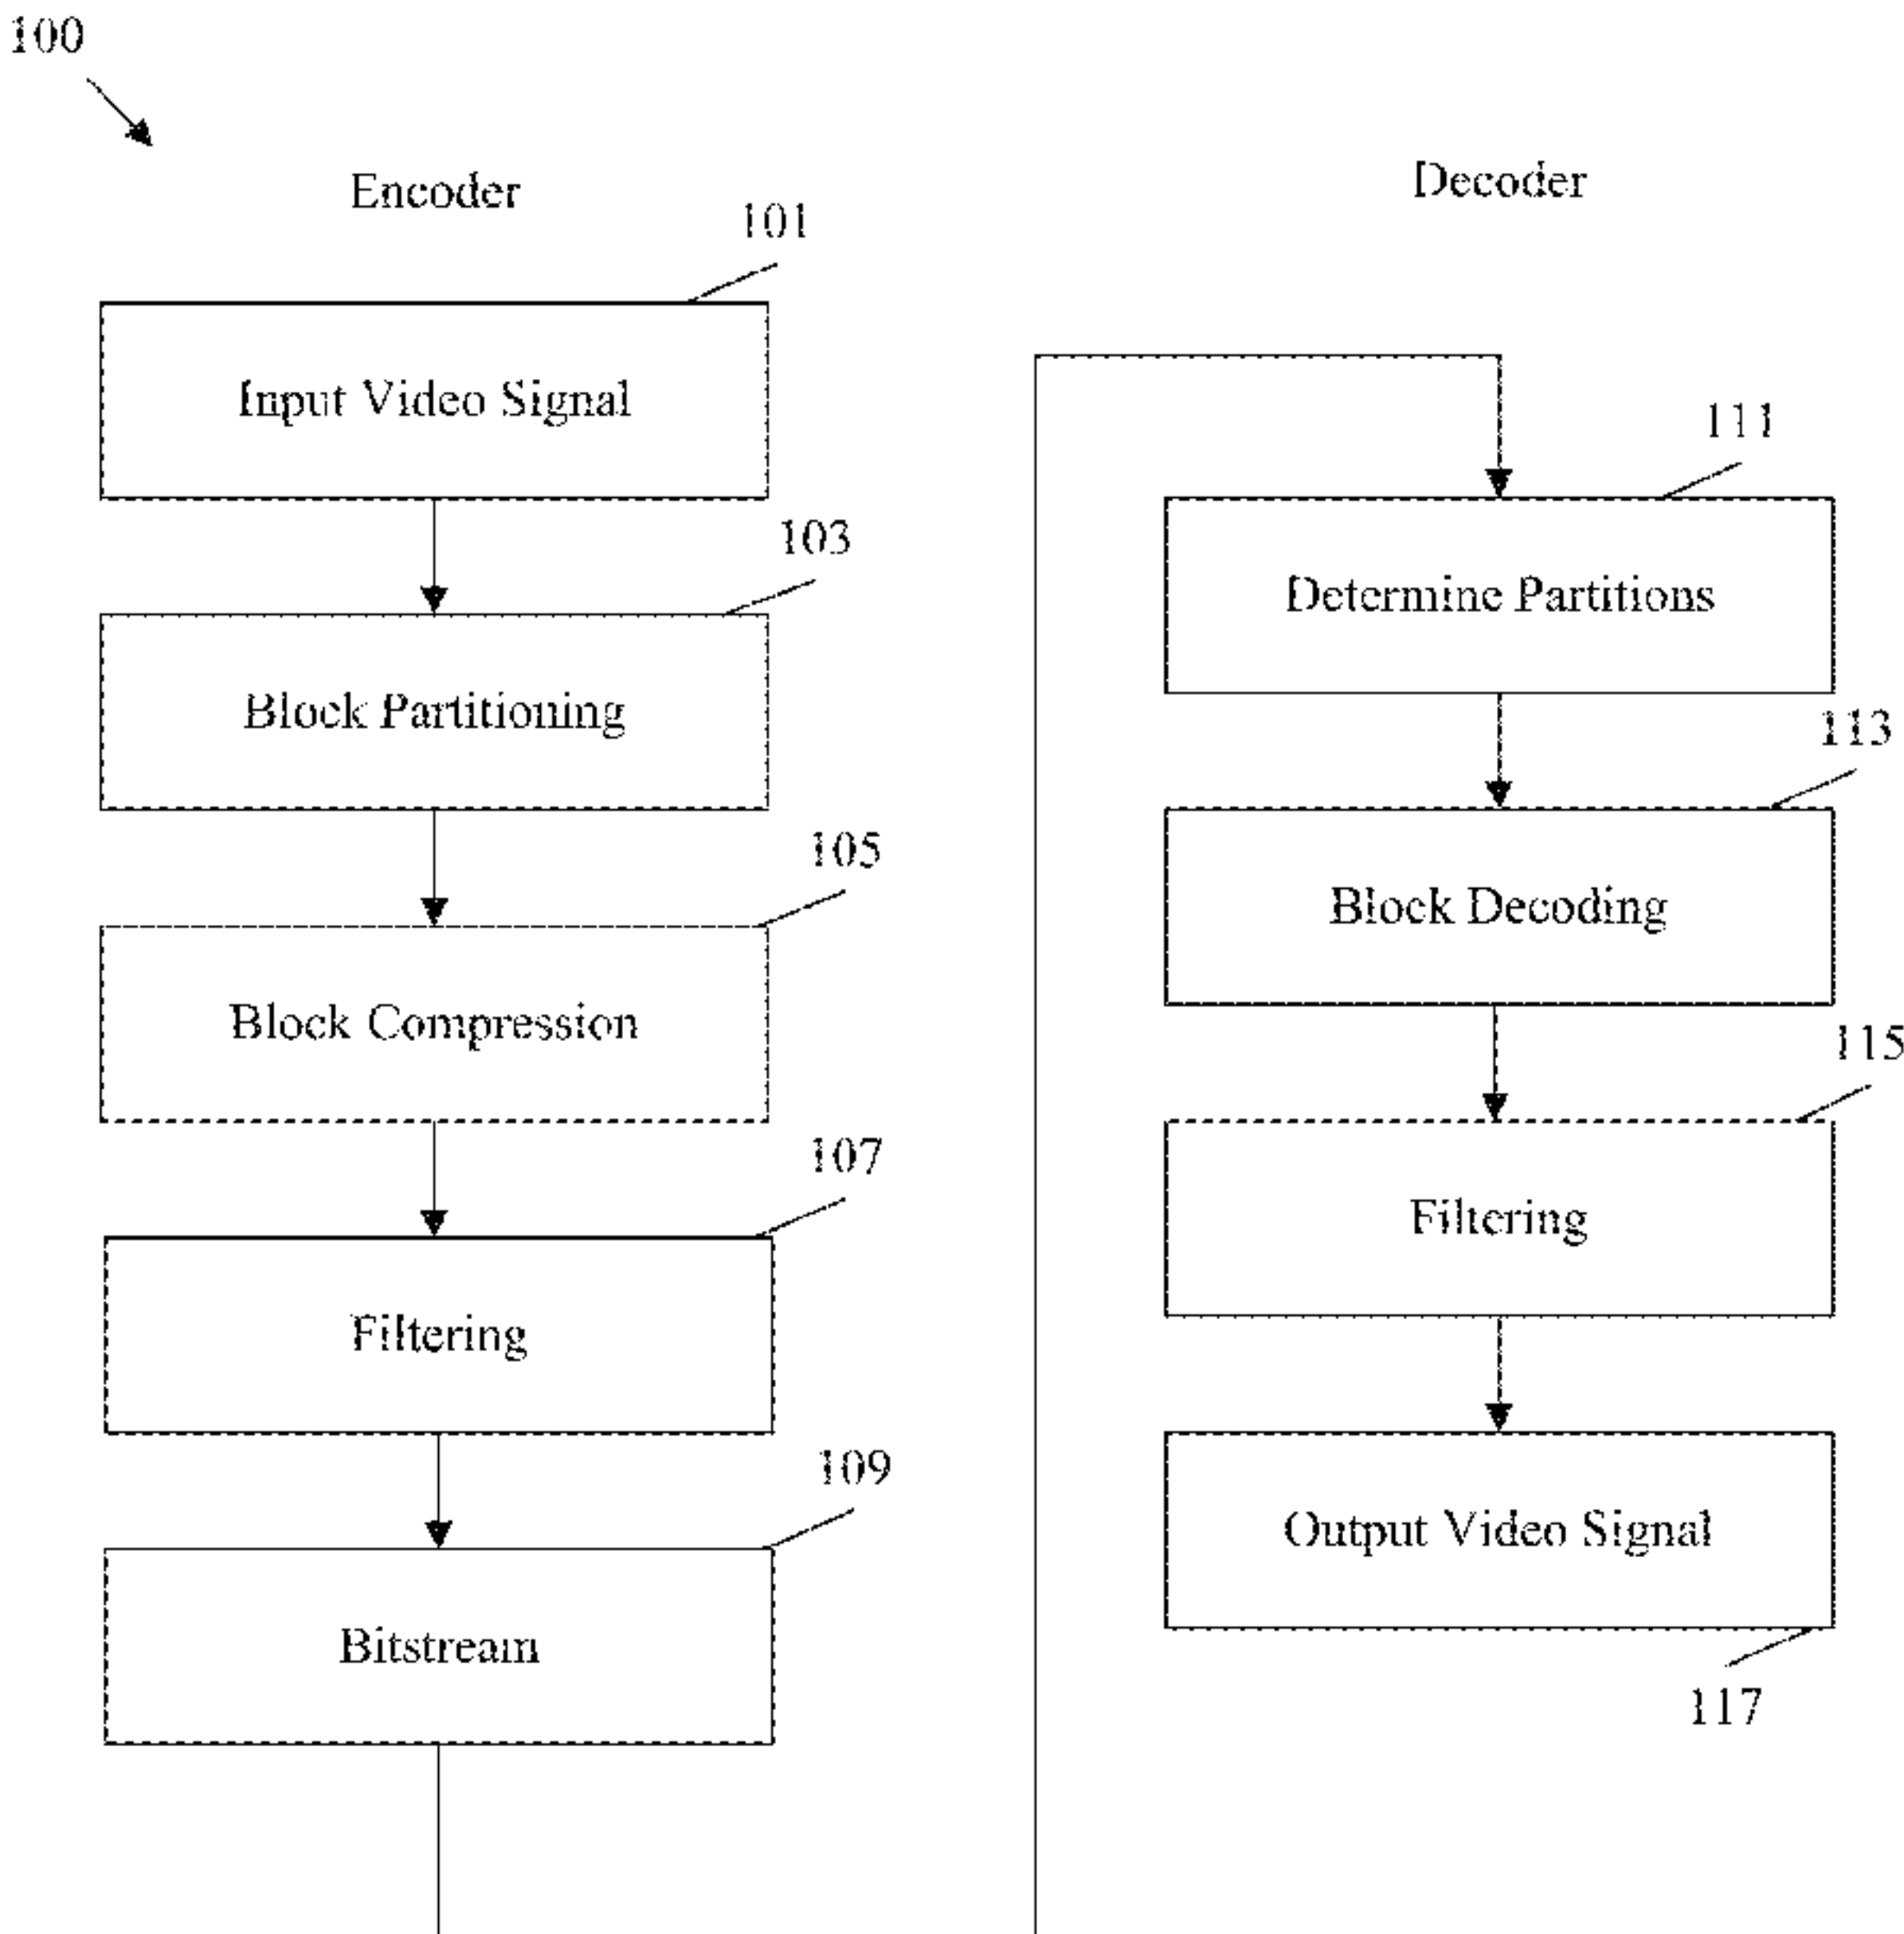 100
Encoder
101
Input Video Signal
103
Block Partitioning
105
Block Compression
107
Filtering
109
Bitstream
Decoder
111
Determine Partitions
113
Block Decoding
115
Filtering
Output Video Signal
117